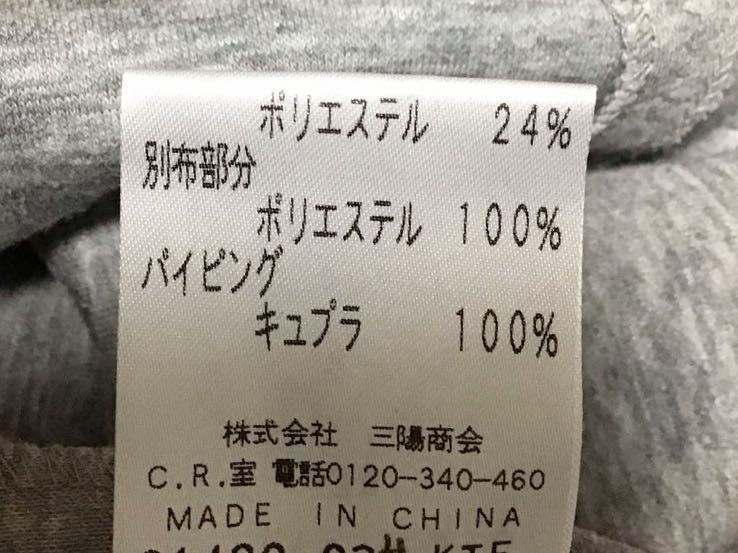 ポリエステル 24%
別布部分
ポリエステル 100%
パイピング
キュプラ 100%
株式会社 三陽商会
C.R.室 電話0120-340-460
MADE IN CHINA